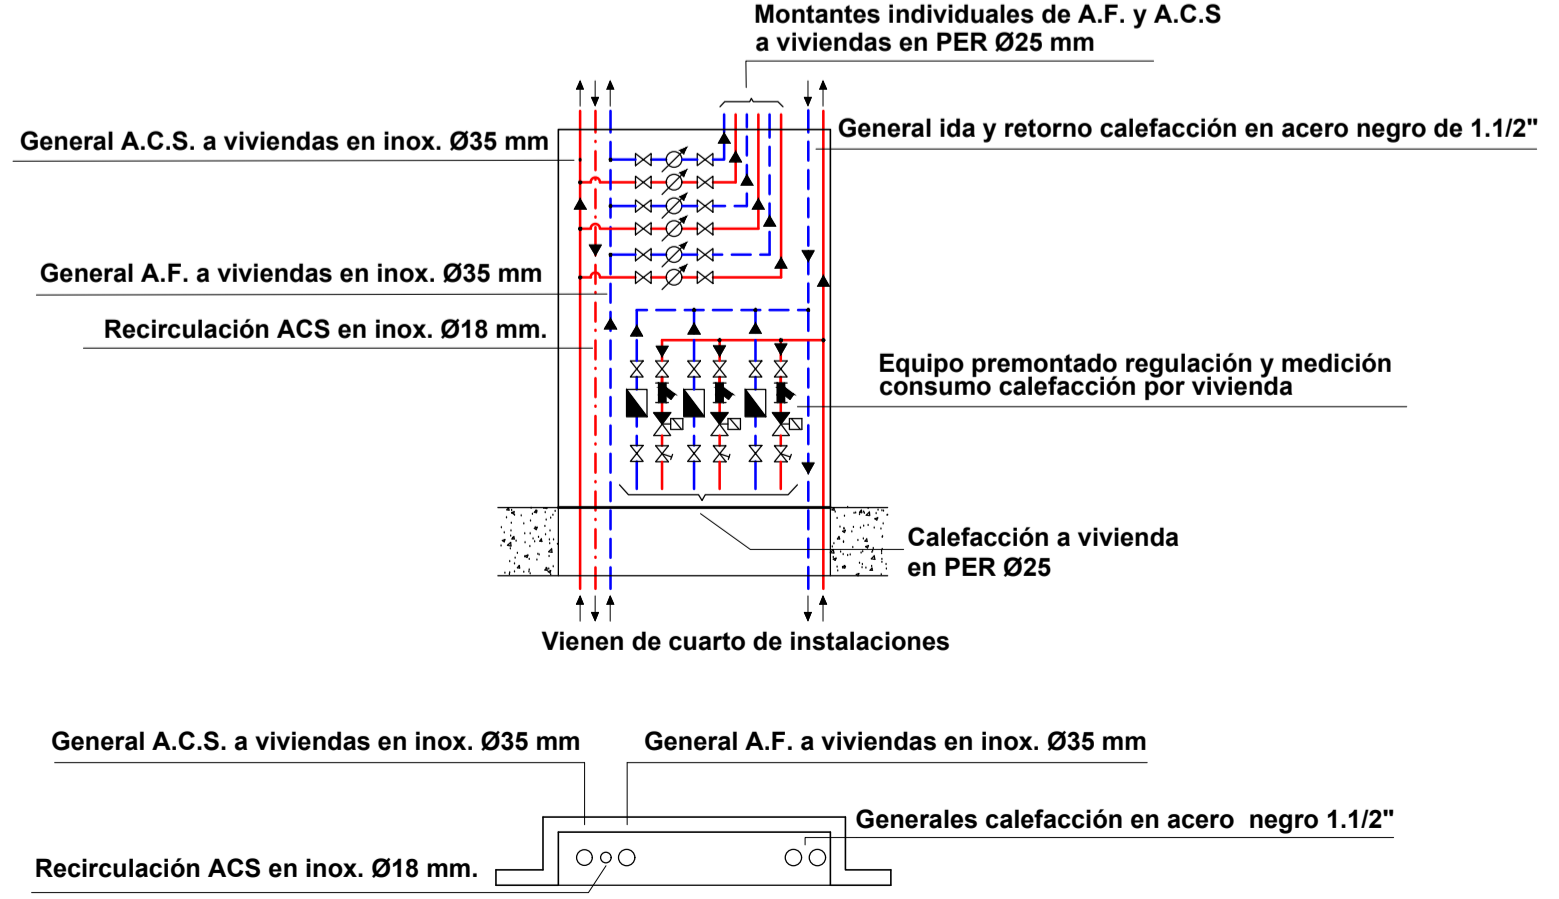 Montantes individuales de A.F. y A.C.S
a viviendas en PER Ø25 mm
General A.C.S. a viviendas en inox. Ø35 mm
General ida y retorno calefacción en acero negro de 1.1/2"
General A.F. a viviendas en inox. Ø35 mm
Recirculación ACS en inox. Ø18 mm.
Equipo premontado regulación y medición
consumo calefacción por vivienda
Calefacción a vivienda
en PER Ø25
Vienen de cuarto de instalaciones
General A.C.S. a viviendas en inox. Ø35 mm
General A.F. a viviendas en inox. Ø35 mm
Generales calefacción en acero negro 1.1/2"
Recirculación ACS en inox. Ø18 mm.